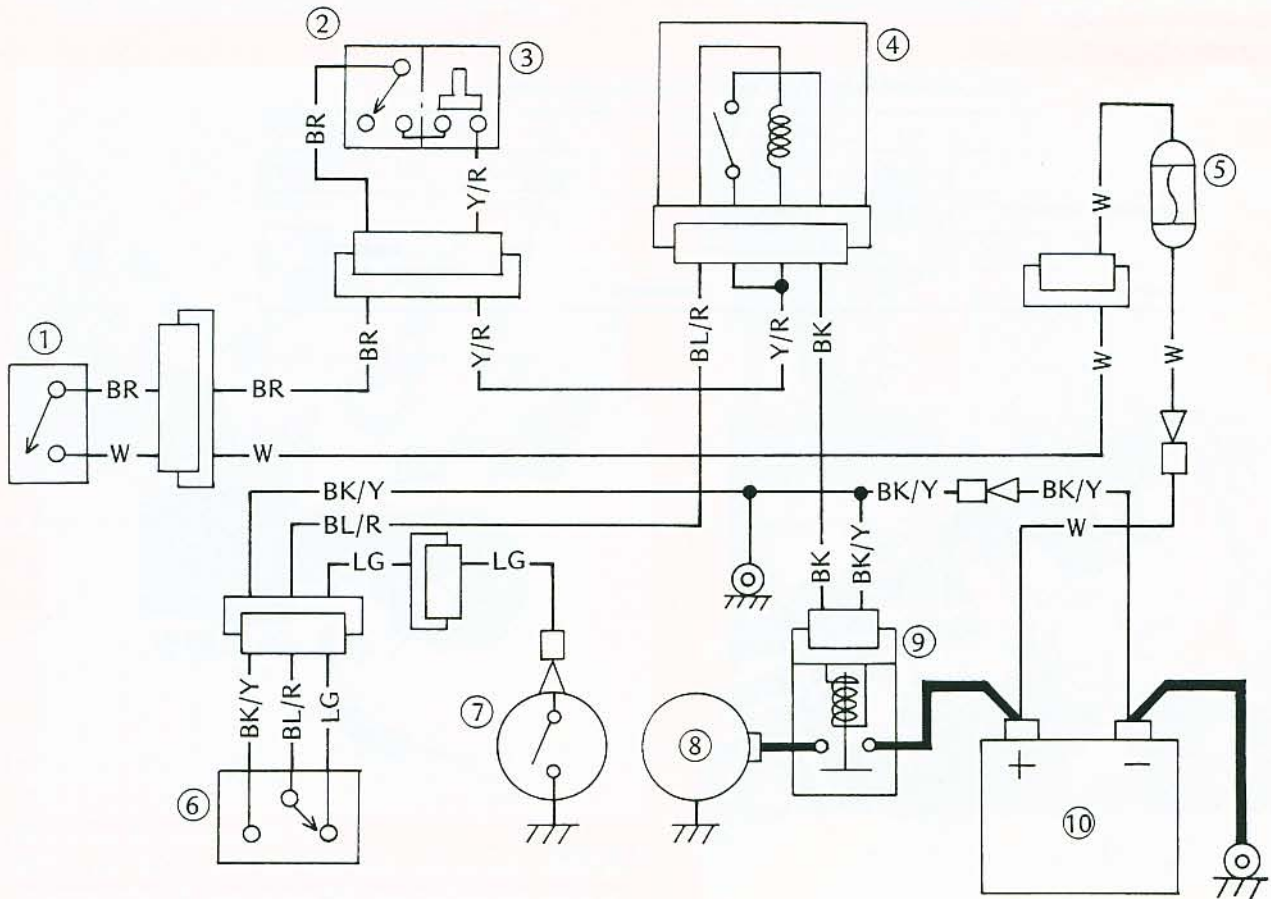 ② ③ ④
BR Y/R W ⑤
① BR Y/R BL/R Y/R BK W W
BR BR
W W
BK/Y BK/Y BK/Y
BL/R W
LG LG BK BK/Y
⑨
BK/Y BL/R LG ⑦ ⑧
+ −
⑥ ⑩